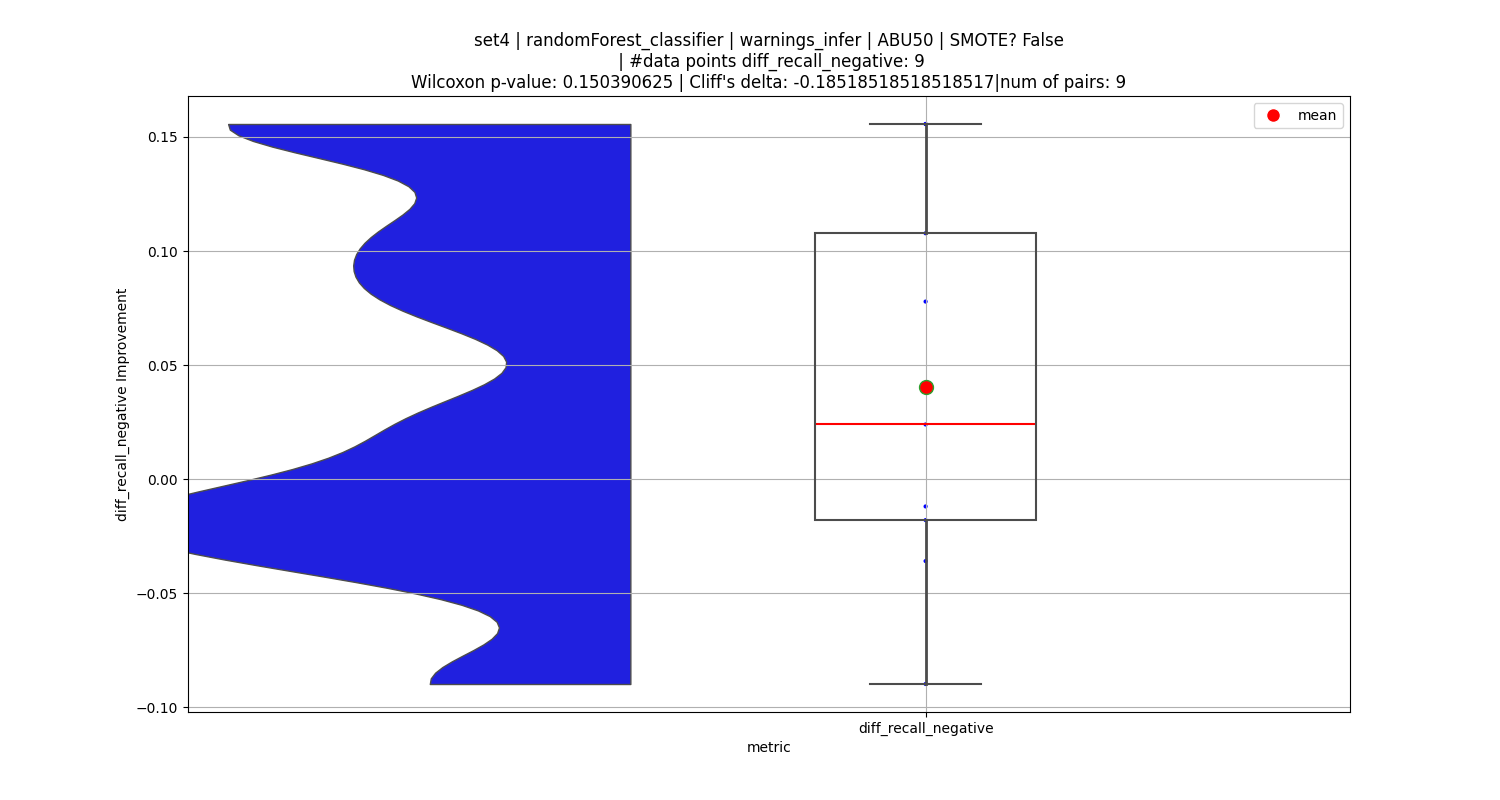 set4 | randomForest_classifier | warnings_infer | ABU50 | SMOTE? False
| #data points diff_recall_negative: 9
Wilcoxon p-value: 0.150390625 | Cliff's delta: -0.18518518518518517|num of pairs: 9
mean
0.15
0.10
0.05
0.00
−0.05
−0.10
diff_recall_negative Improvement
diff_recall_negative
metric